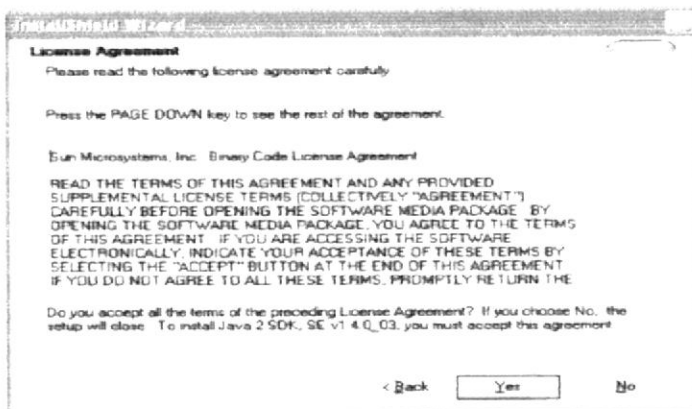 InstallShield Wizard
License Agreement
Please read the following license agreement carefully
Press the PAGE DOWN key to see the rest of the agreement.
Sun Microsystems, Inc. Binary Code License Agreement
READ THE TERMS OF THIS AGREEMENT AND ANY PROVIDED
SUPPLEMENTAL LICENSE TERMS (COLLECTIVELY "AGREEMENT")
CAREFULLY BEFORE OPENING THE SOFTWARE MEDIA PACKAGE. BY
OPENING THE SOFTWARE MEDIA PACKAGE, YOU AGREE TO THE TERMS
OF THIS AGREEMENT. IF YOU ARE ACCESSING THE SOFTWARE
ELECTRONICALLY, INDICATE YOUR ACCEPTANCE OF THESE TERMS BY
SELECTING THE "ACCEPT" BUTTON AT THE END OF THIS AGREEMENT
IF YOU DO NOT AGREE TO ALL THESE TERMS, PROMPTLY RETURN THE
Do you accept all the terms of the preceding License Agreement? If you choose No, the
setup will close. To install Java 2 SDK, SE v1.4.0_03, you must accept this agreement.
< Back Yes No